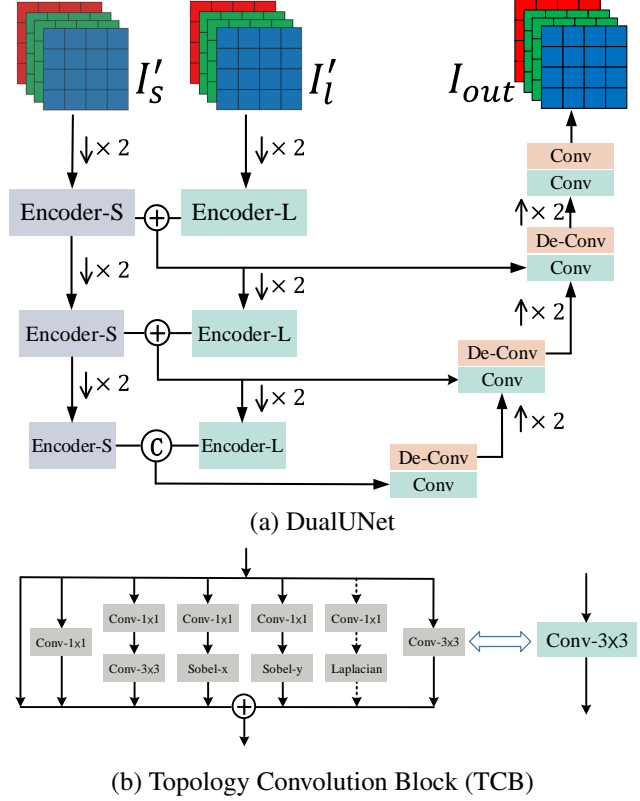 I's I'l Iout
↓× 2 ↓× 2
Conv
Conv
↑× 2
Encoder-S + Encoder-L
De-Conv
Conv
↓× 2 ↓× 2
↑× 2
Encoder-S + Encoder-L
De-Conv
Conv
↓× 2 ↓× 2
↑× 2
Encoder-S C Encoder-L
De-Conv
Conv
(a) DualUNet
Conv-1x1 Conv-1x1 Conv-1x1 Conv-1x1
Conv-1x1 Conv-3x3 Conv-3x3
Conv-3x3 Sobel-x Sobel-y Laplacian
+
(b) Topology Convolution Block (TCB)